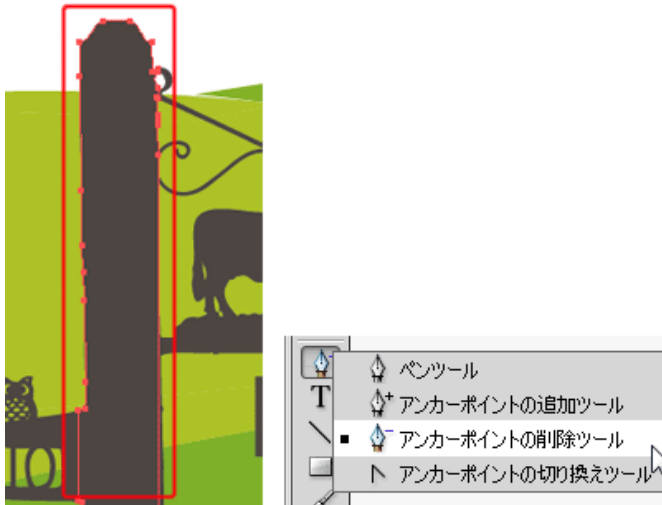 ペンツール
T
アンカーポイントの追加ツール
アンカーポイントの削除ツール
アンカーポイントの切り換えツール